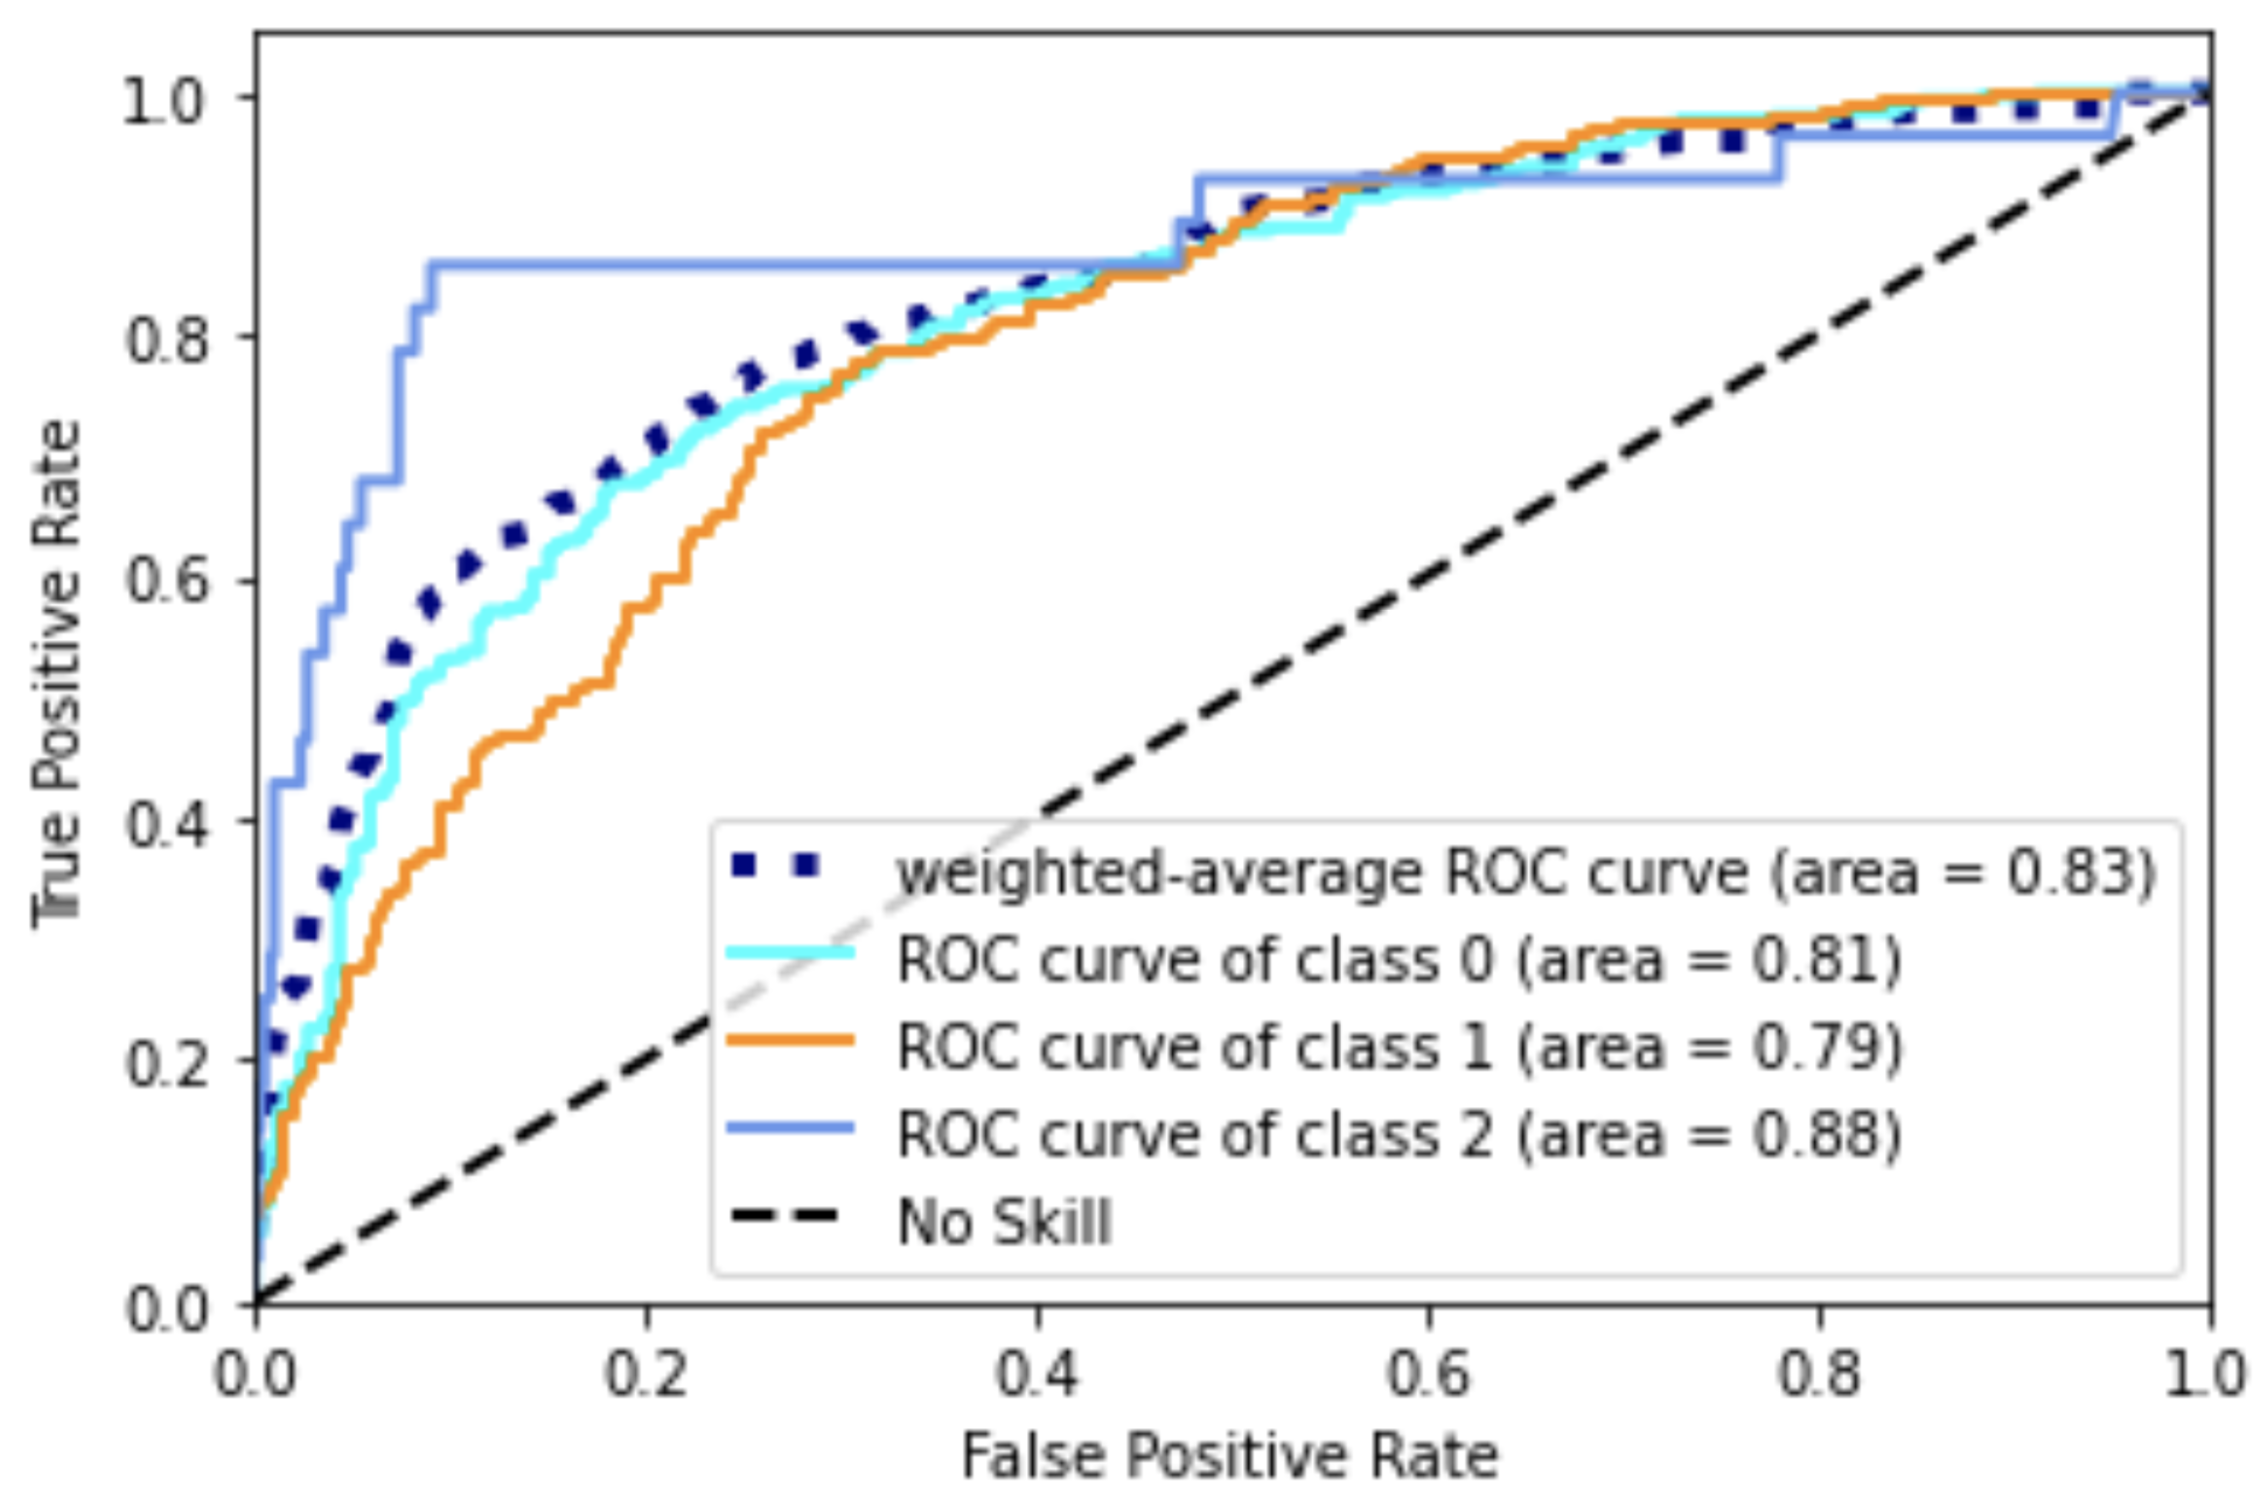 True Positive Rate
1.0
0.8
0.6
0.4
0.2
0.0
weighted-average ROC curve (area = 0.83)
ROC curve of class 0 (area = 0.81)
ROC curve of class 1 (area = 0.79)
ROC curve of class 2 (area = 0.88)
No Skill
0.0 0.2 0.4 0.6 0.8 1.0
False Positive Rate